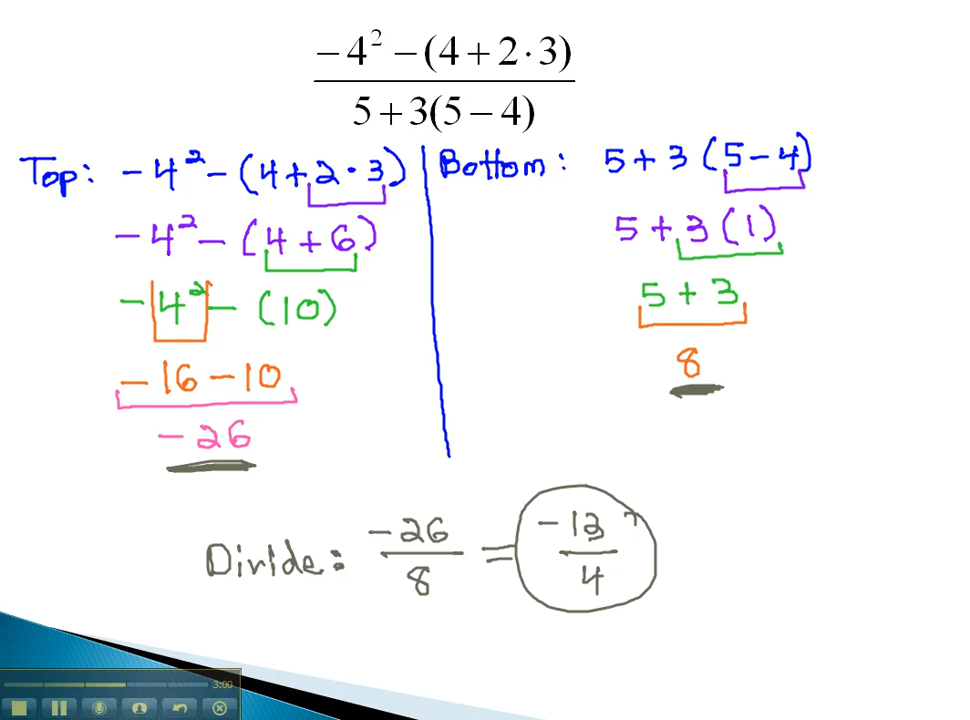 −4² − (4 + 2 · 3)
5 + 3(5 − 4)
Top: −4² − (4 + 2 · 3)
−4² − (4 + 6)
−4² − (10)
−16 − 10
−26
Bottom: 5 + 3 (5 − 4)
5 + 3 (1)
5 + 3
8
Divide: −26/8 = −13/4
3:00